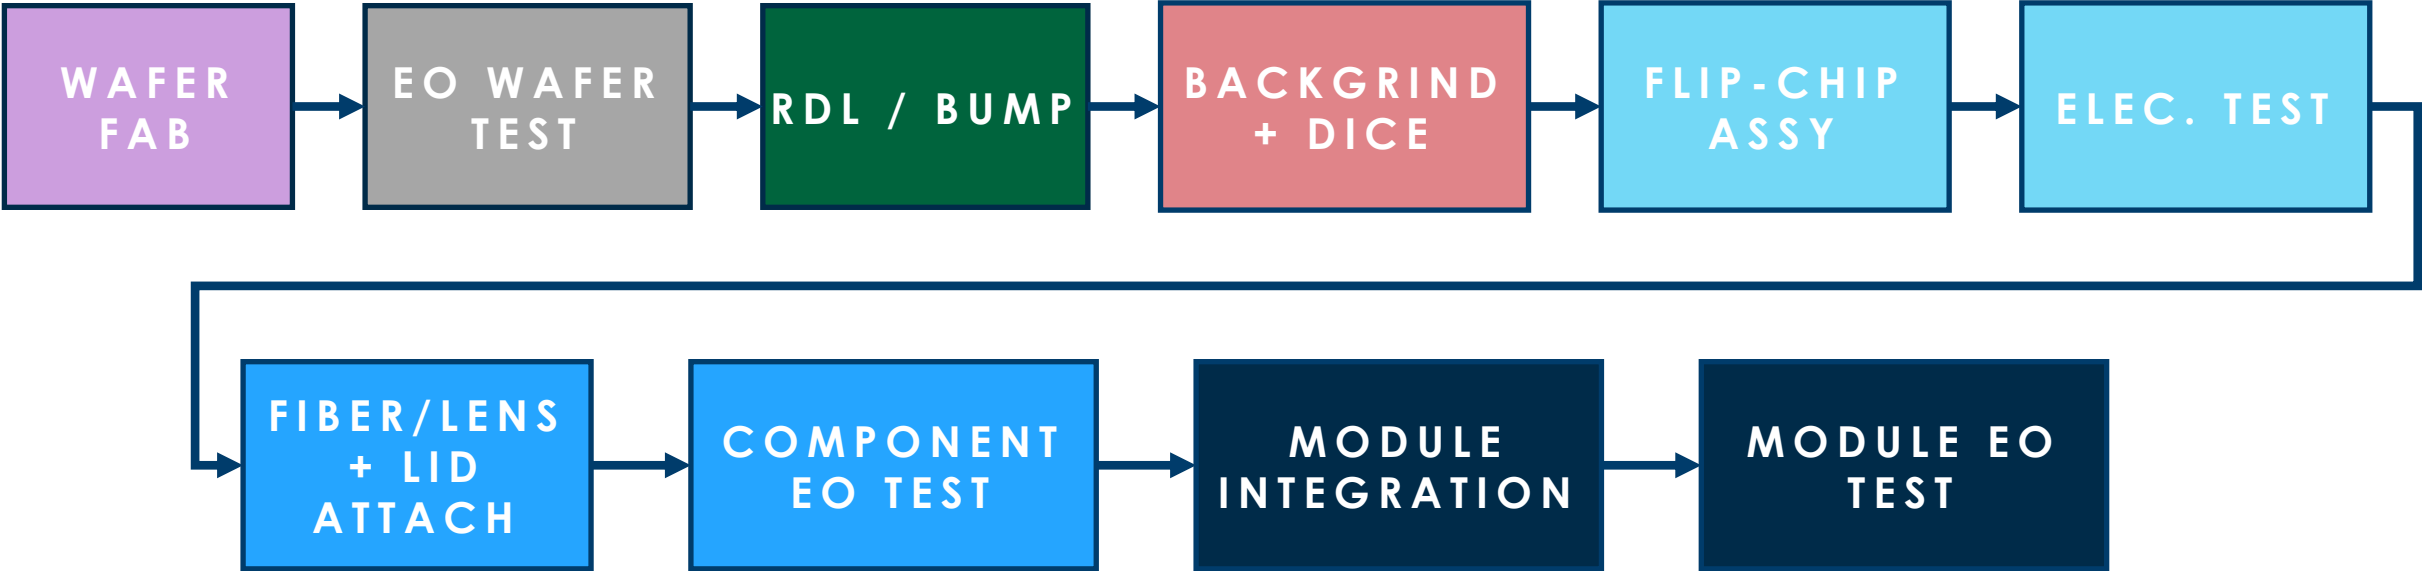 WAFER
FAB
EO WAFER
TEST
RDL / BUMP
BACKGRIND
+ DICE
FLIP-CHIP
ASSY
ELEC. TEST
FIBER/LENS
+ LID
ATTACH
COMPONENT
EO TEST
MODULE
INTEGRATION
MODULE EO
TEST